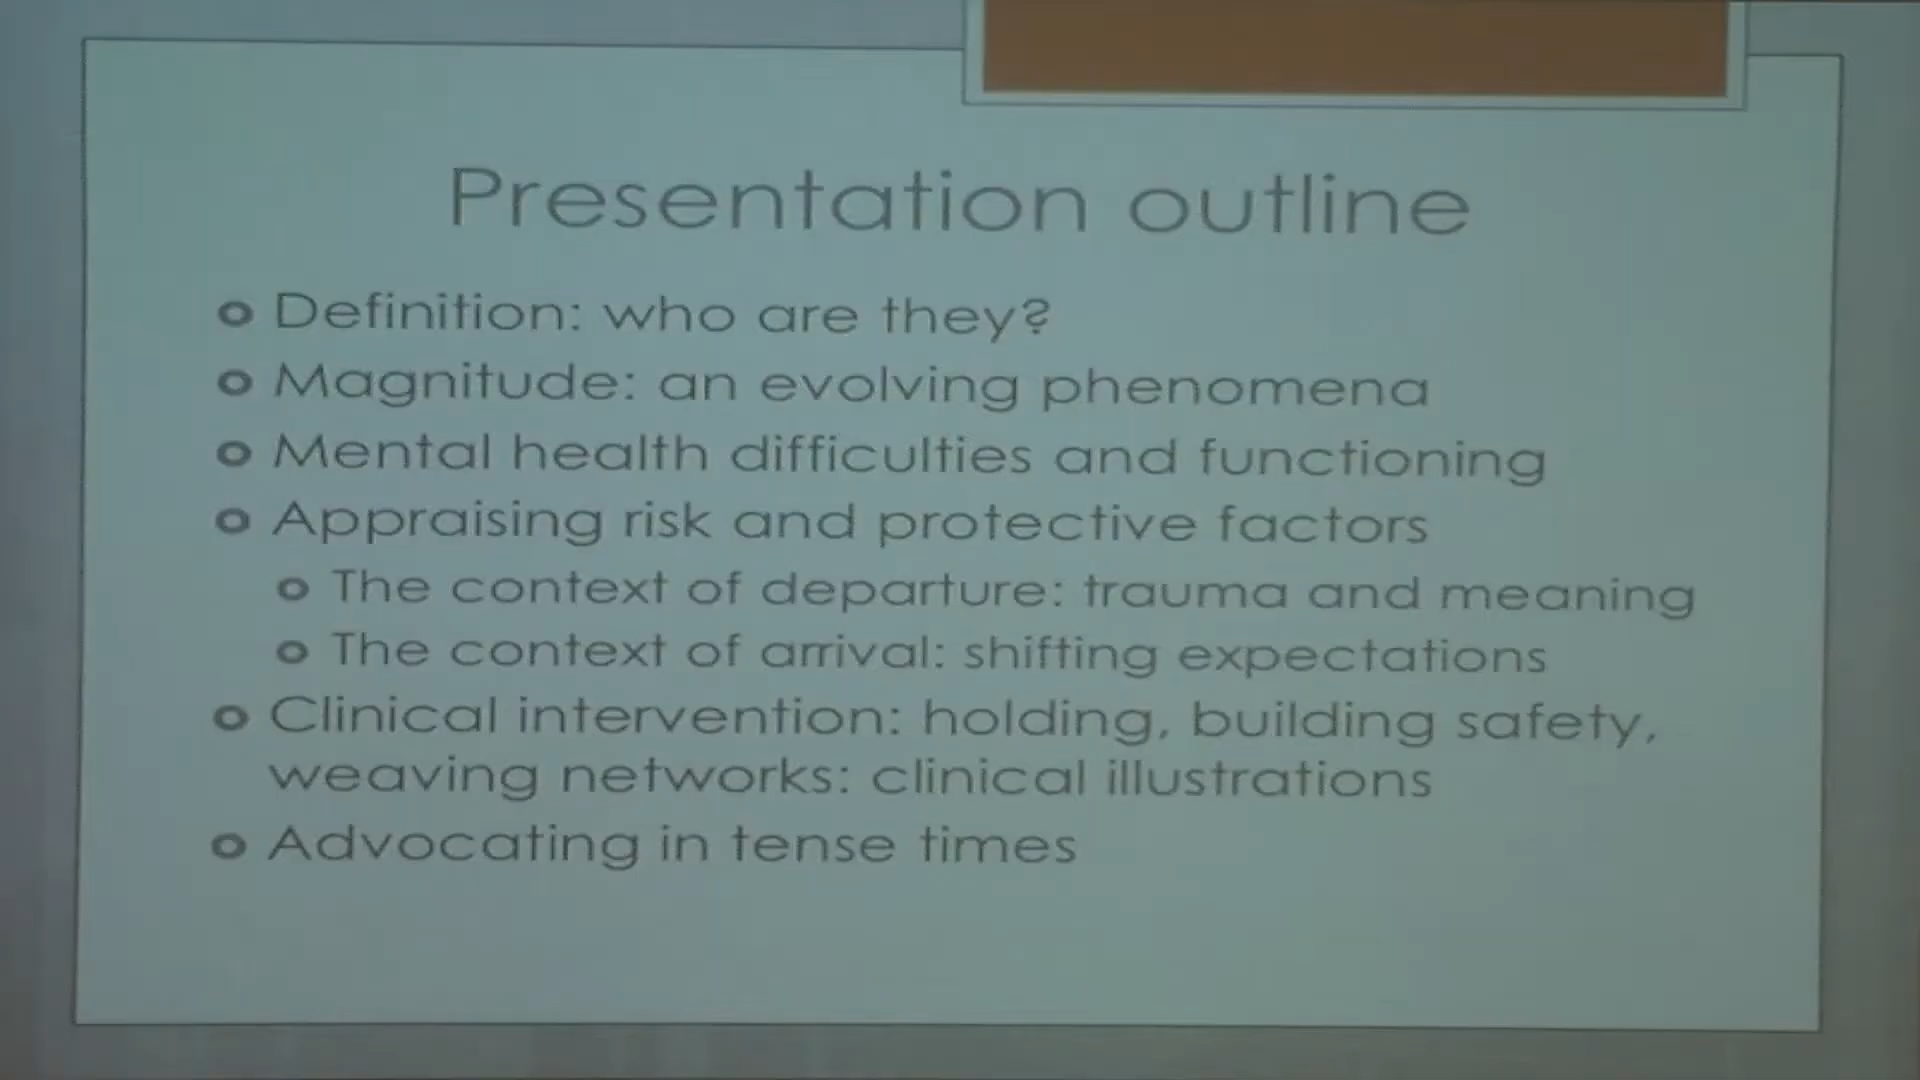 Presentation outline
Definition: who are they?
Magnitude: an evolving phenomena
Mental health difficulties and functioning
Appraising risk and protective factors
The context of departure: trauma and meaning
The context of arrival: shifting expectations
Clinical intervention: holding, building safety,
weaving networks: clinical illustrations
Advocating in tense times